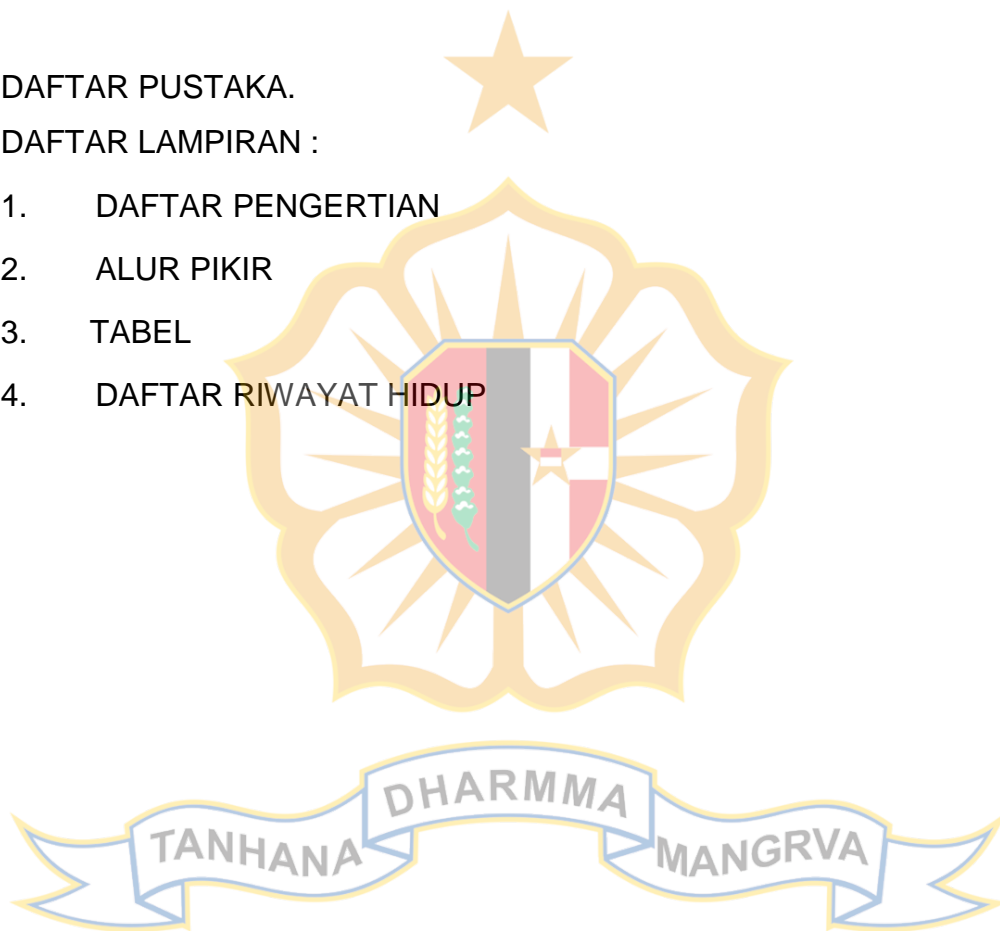 DAFTAR PUSTAKA.
DAFTAR LAMPIRAN :
1. DAFTAR PENGERTIAN
2. ALUR PIKIR
3. TABEL
4. DAFTAR RIWAYAT HIDUP
TANHANA DHARMMA MANGRVA